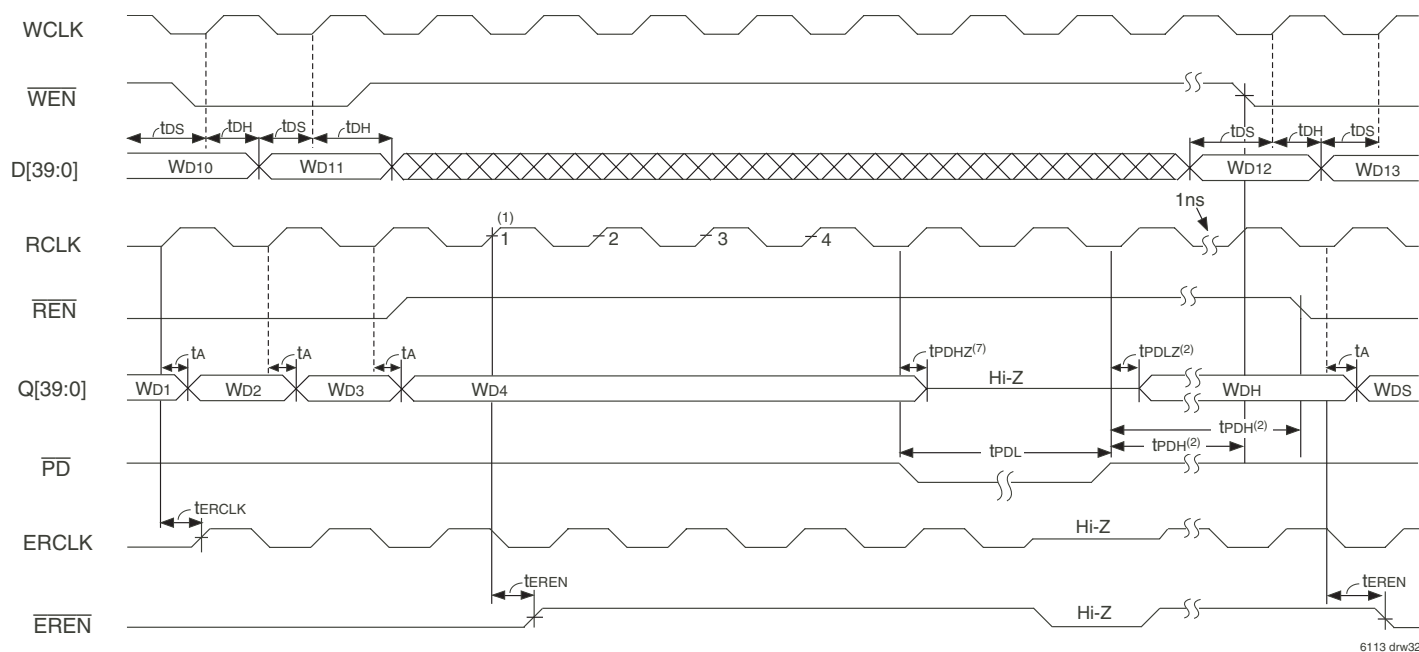 WCLK
WEN
tDS tDH tDS tDH tDS tDH tDS
D[39:0] WD10 WD11 WD12 WD13
1ns
(1)
RCLK 1 2 3 4
REN
tA tA tA tPDHZ(7) tPDLZ(2) tA
Q[39:0] WD1 WD2 WD3 WD4 Hi-Z WDH WDS
tPDH(2)
tPDL tPDH(2)
PD
tERCLK
ERCLK Hi-Z
tEREN tEREN
EREN Hi-Z
6113 drw32